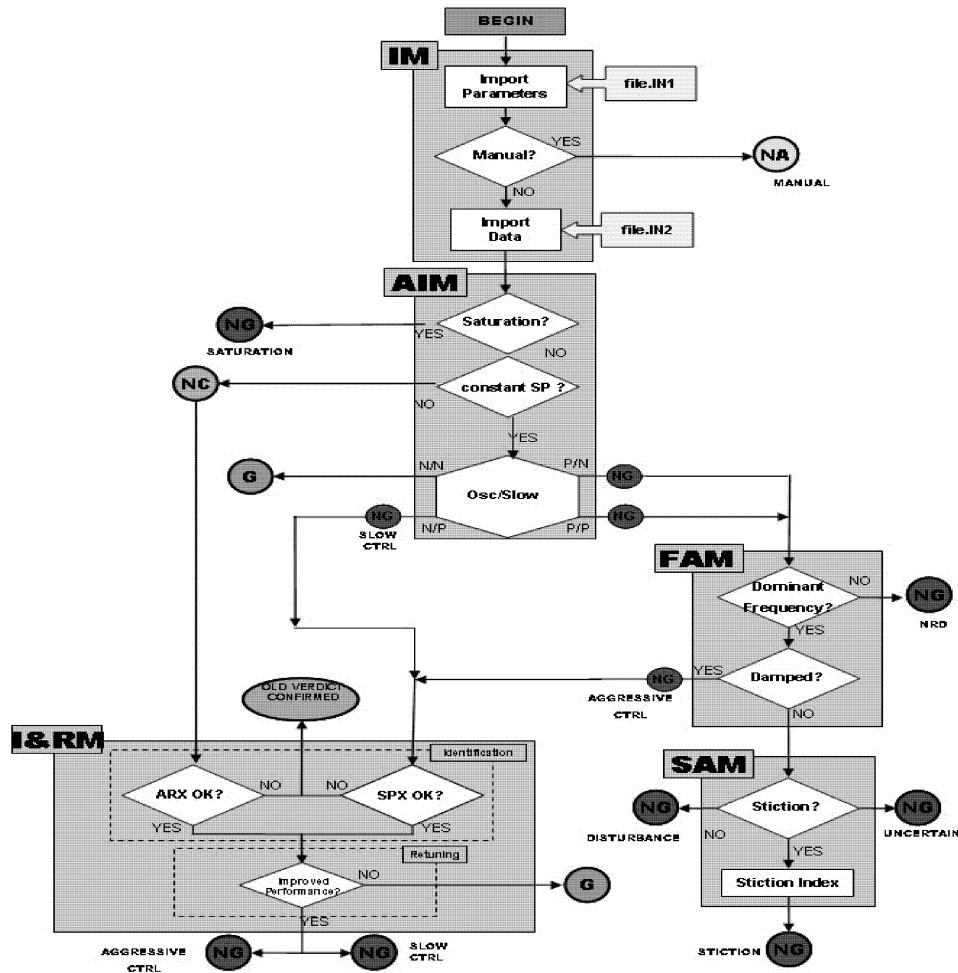 BEGIN
IM
Import
Parameters
file.IN1
YES
Manual?
NA
MANUAL
NO
Import
Data
file.IN2
AIM
Saturation?
NG
YES
SATURATION
NO
NC
constant SP ?
NO
YES
N/N
P/N
G
NG
Osc/Slow
NG
NG
N/P
P/P
SLOW
CTRL
FAM
Dominant
Frequency?
NO
NG
NRD
YES
Damped?
YES
NG
AGGRESSIVE
CTRL
NO
OLD VERDICT
CONFIRMED
I&RM
Identification
SAM
ARX OK?
NO
NO
SPX OK?
Stiction?
NG
NG
DISTURBANCE
NO
UNCERTAIN
YES
YES
YES
Retuning
Stiction Index
Improved
Performance?
NO
G
YES
AGGRESSIVE
CTRL
NG
NG
SLOW
CTRL
STICTION
NG